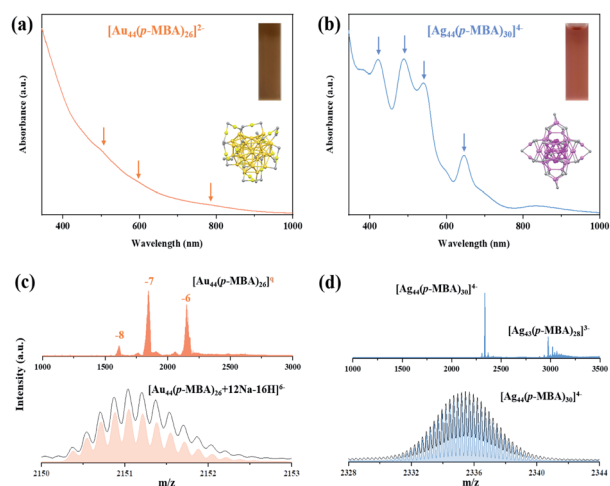 (a)
[Au44(p-MBA)26]2-
Absorbance (a.u.)
400
600
800
1000
Wavelength (nm)
(b)
[Ag44(p-MBA)30]4-
Absorbance (a.u.)
400
600
800
1000
Wavelength (nm)
(c)
[Au44(p-MBA)26]q
-8
-7
-6
1000
1500
2000
2500
3000
Intensity (a.u.)
[Au44(p-MBA)26+12Na-16H]6-
2150
2151
2152
2153
m/z
(d)
[Ag44(p-MBA)30]4-
[Ag43(p-MBA)28]3-
1000
1500
2000
2500
3000
3500
[Ag44(p-MBA)30]4-
2328
2332
2336
2340
2344
m/z